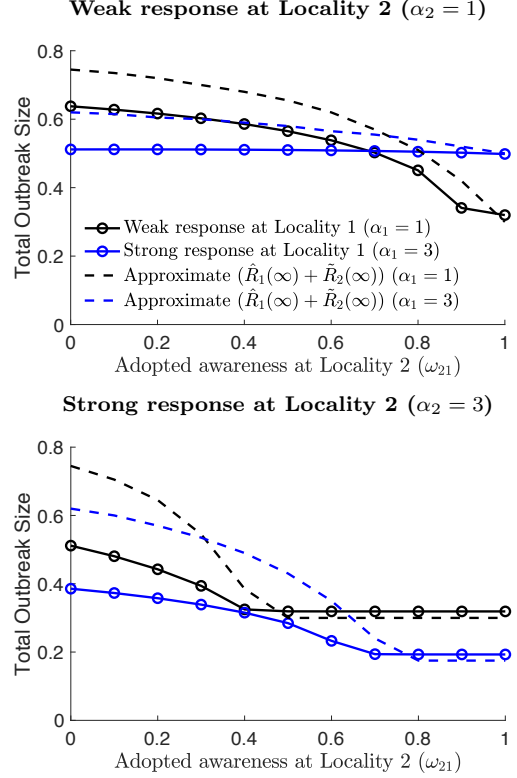 Weak response at Locality 2 (α₂ = 1)
0.8
0.6
0.4
0.2
0
Total Outbreak Size
Weak response at Locality 1 (α₁ = 1)
Strong response at Locality 1 (α₁ = 3)
Approximate (R̂₁(∞) + R̃₂(∞)) (α₁ = 1)
Approximate (R̂₁(∞) + R̃₂(∞)) (α₁ = 3)
0 0.2 0.4 0.6 0.8 1
Adopted awareness at Locality 2 (ω₂₁)
Strong response at Locality 2 (α₂ = 3)
0.8
0.6
0.4
0.2
0
Total Outbreak Size
0 0.2 0.4 0.6 0.8 1
Adopted awareness at Locality 2 (ω₂₁)